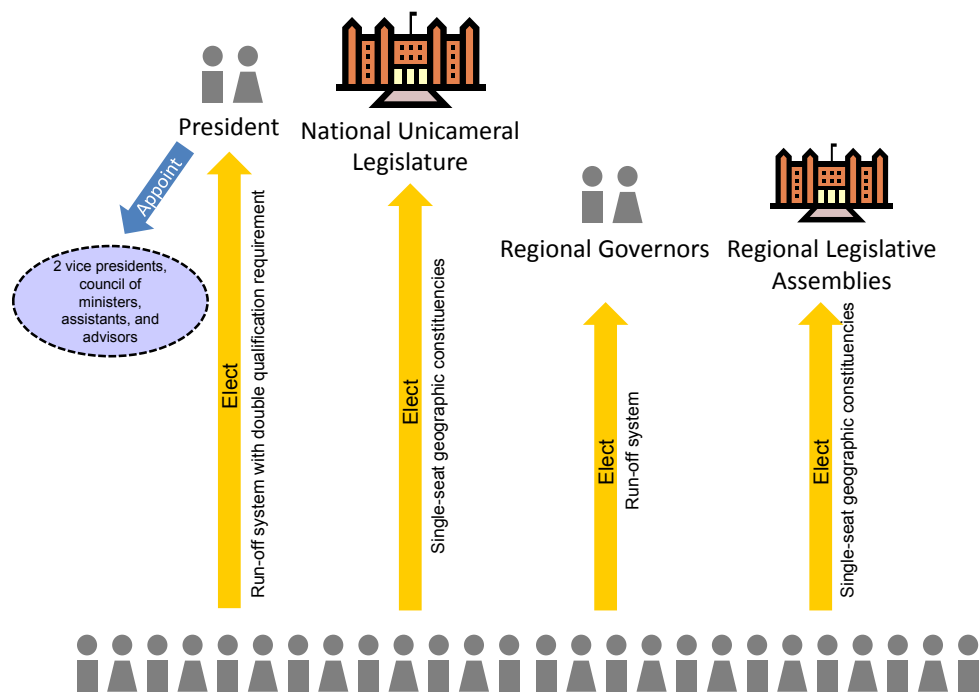 President
National Unicameral
Legislature
Appoint
2 vice presidents,
council of
ministers,
assistants, and
advisors
Regional Governors
Regional Legislative
Assemblies
Elect
Run-off system with double qualification requirement
Elect
Single-seat geographic constituencies
Elect
Run-off system
Elect
Single-seat geographic constituencies